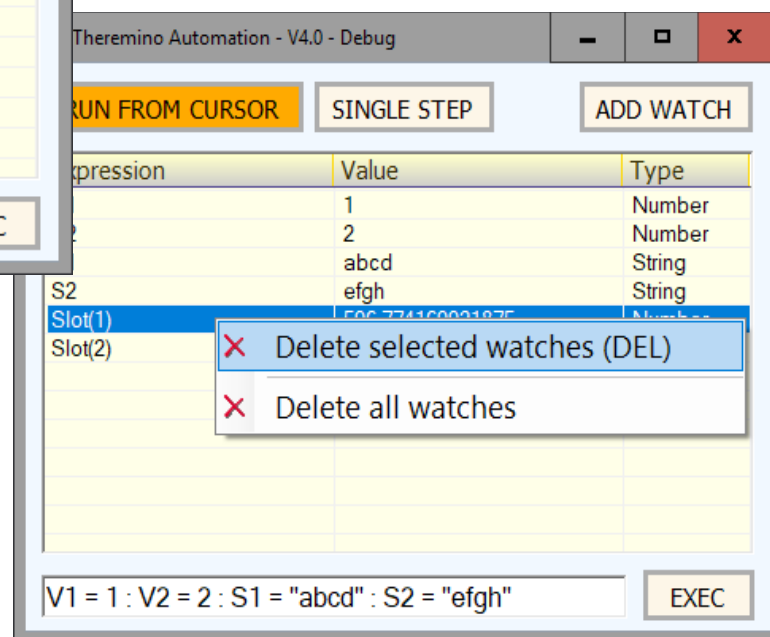 Theremino Automation - V4.0 - Debug
RUN FROM CURSOR SINGLE STEP ADD WATCH
Expression Value Type
1 Number
2 Number
abcd String
S2 efgh String
Slot(1) Number
Slot(2)
Delete selected watches (DEL)
Delete all watches
V1 = 1 : V2 = 2 : S1 = "abcd" : S2 = "efgh" EXEC